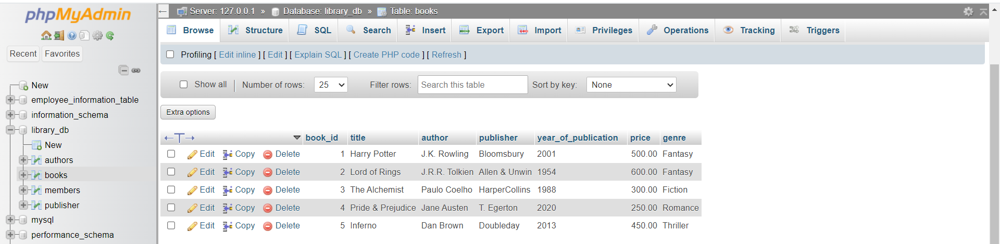 phpMyAdmin
Recent Favorites
New
employee_information_table
information_schema
library_db
New
authors
books
members
publisher
mysql
performance_schema
← Server: 127.0.0.1 » Database: library_db » Table: books
Browse Structure SQL Search Insert Export Import Privileges Operations Tracking Triggers
Profiling [ Edit inline ] [ Edit ] [ Explain SQL ] [ Create PHP code ] [ Refresh ]
Show all | Number of rows: 25 Filter rows: Search this table Sort by key: None
Extra options
←T→ book_id title author publisher year_of_publication price genre
Edit Copy Delete 1 Harry Potter J.K. Rowling Bloomsbury 2001 500.00 Fantasy
Edit Copy Delete 2 Lord of Rings J.R.R. Tolkien Allen & Unwin 1954 600.00 Fantasy
Edit Copy Delete 3 The Alchemist Paulo Coelho HarperCollins 1988 300.00 Fiction
Edit Copy Delete 4 Pride & Prejudice Jane Austen T. Egerton 2020 250.00 Romance
Edit Copy Delete 5 Inferno Dan Brown Doubleday 2013 450.00 Thriller